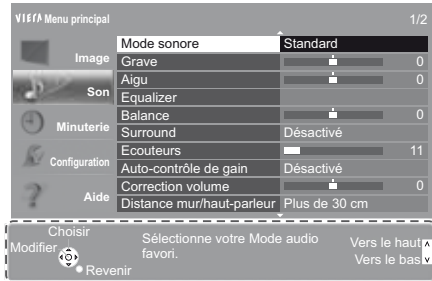 VIERA Menu principal 1/2
Image
Son
Minuterie
Configuration
Aide
Mode sonore Standard
Grave 0
Aigu 0
Equalizer
Balance 0
Surround Désactivé
Ecouteurs 11
Auto-contrôle de gain Désactivé
Correction volume 0
Distance mur/haut-parleur Plus de 30 cm
Choisir
Modifier
Revenir
Sélectionne votre Mode audio
favori.
Vers le haut
Vers le bas